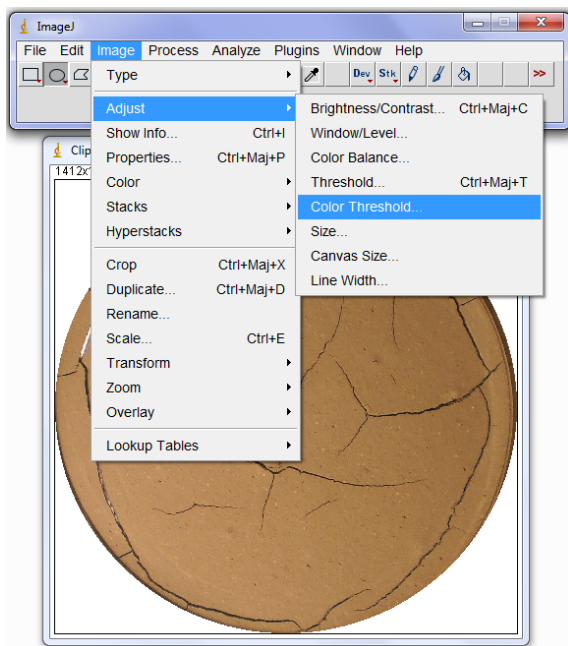 ImageJ
File Edit Image Process Analyze Plugins Window Help
Dev Stk >>
Type
Adjust
Show Info... Ctrl+I
Properties... Ctrl+Maj+P
Color
Stacks
Hyperstacks
Crop Ctrl+Maj+X
Duplicate... Ctrl+Maj+D
Rename...
Scale... Ctrl+E
Transform
Zoom
Overlay
Lookup Tables
Brightness/Contrast... Ctrl+Maj+C
Window/Level...
Color Balance...
Threshold... Ctrl+Maj+T
Color Threshold...
Size...
Canvas Size...
Line Width...
Clip
1412x